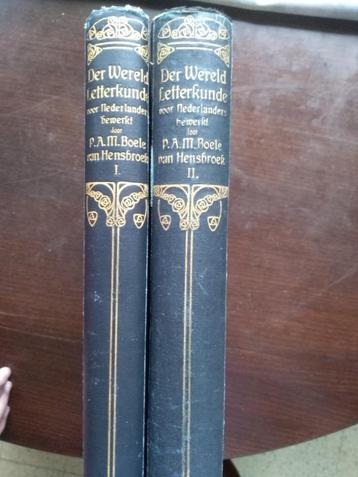 Der Wereld
Letterkunde
voor Nederlanders
bewerkt
door
P.A.M. Boele
van Hensbroek
I.
Der Wereld
Letterkunde
voor Nederlanders
bewerkt
door
P.A.M. Boele
van Hensbroek
II.